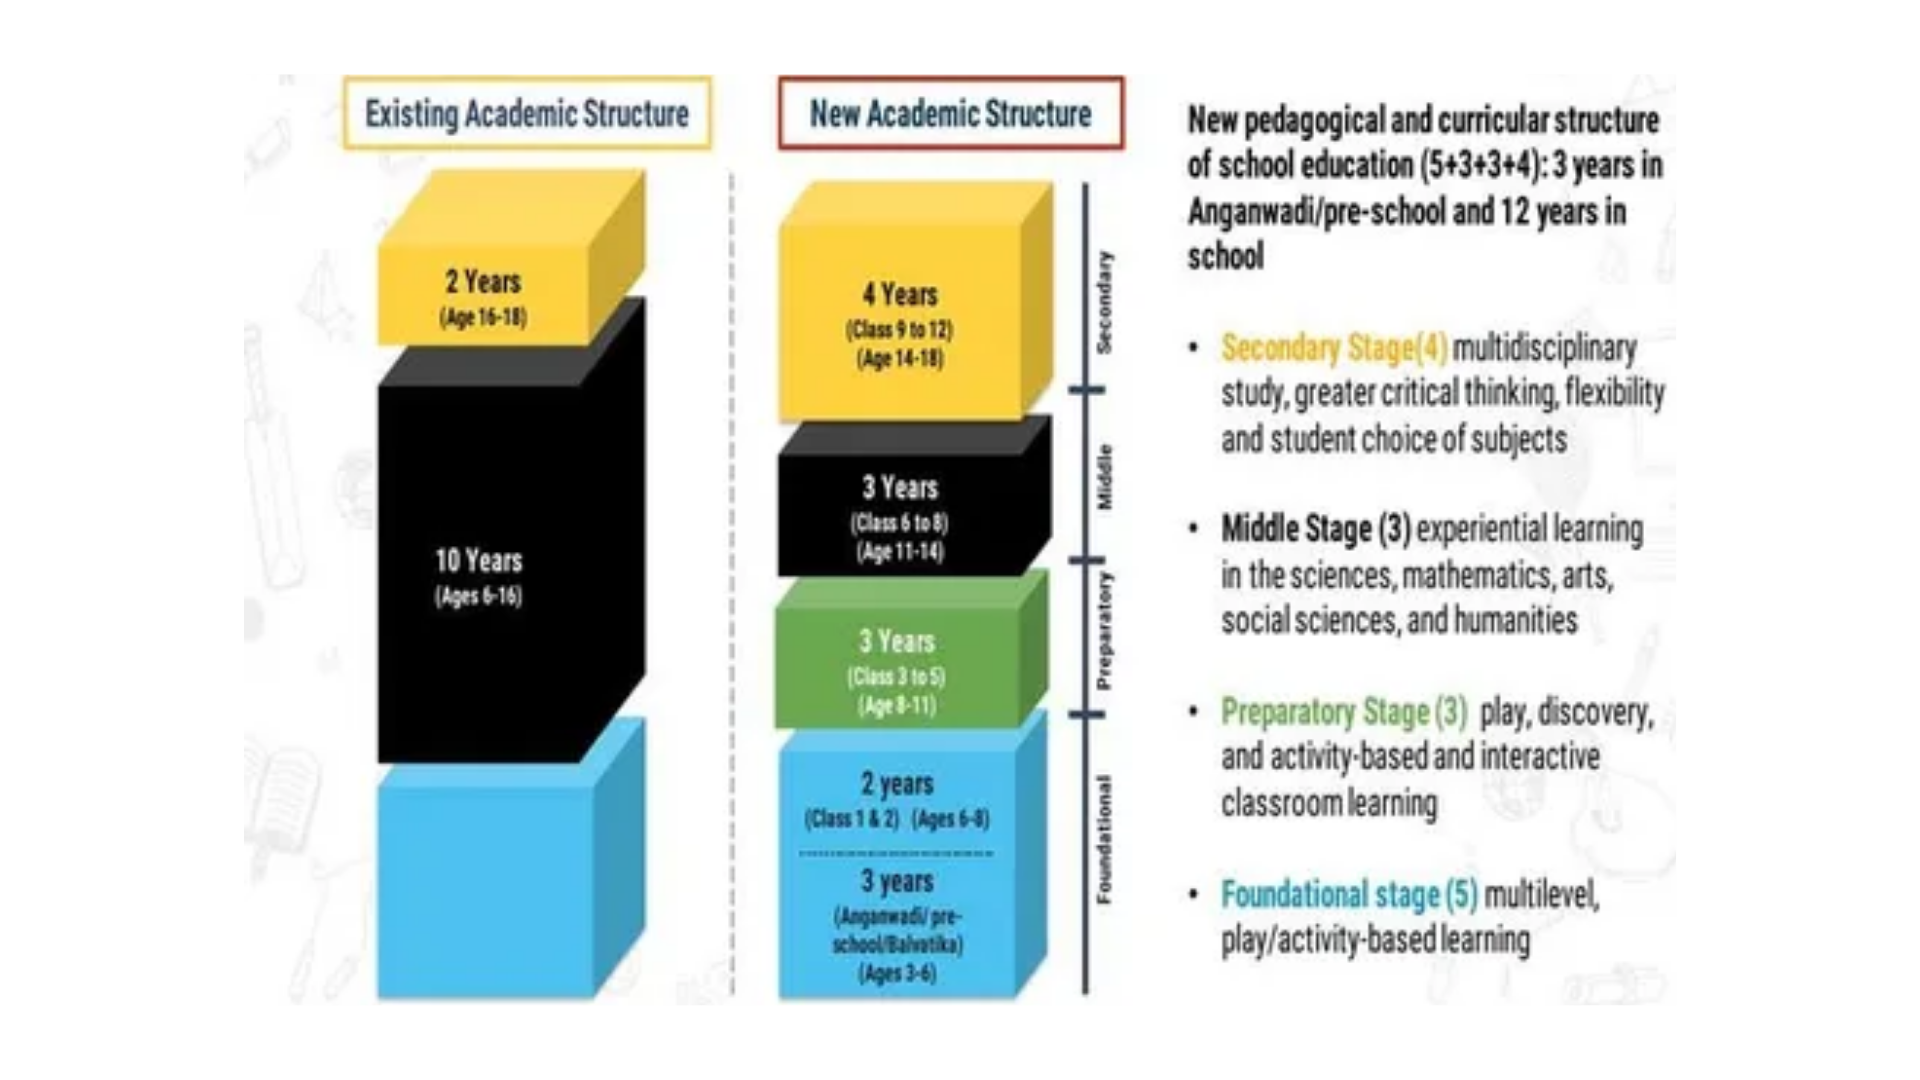 Existing Academic Structure
2 Years
(Age 16-18)
10 Years
(Ages 6-16)
New Academic Structure
4 Years
(Class 9 to 12)
(Age 14-18)
Secondary
3 Years
(Class 6 to 8)
(Age 11-14)
Middle
3 Years
(Class 3 to 5)
(Age 8-11)
Preparatory
2 years
(Class 1 & 2) (Ages 6-8)
3 years
(Anganwadi/ pre-
school/Balvatika)
(Ages 3-6)
Foundational
New pedagogical and curricular structure
of school education (5+3+3+4): 3 years in
Anganwadi/pre-school and 12 years in
school
• Secondary Stage(4) multidisciplinary
study, greater critical thinking, flexibility
and student choice of subjects
• Middle Stage (3) experiential learning
in the sciences, mathematics, arts,
social sciences, and humanities
• Preparatory Stage (3) play, discovery,
and activity-based and interactive
classroom learning
• Foundational stage (5) multilevel,
play/activity-based learning